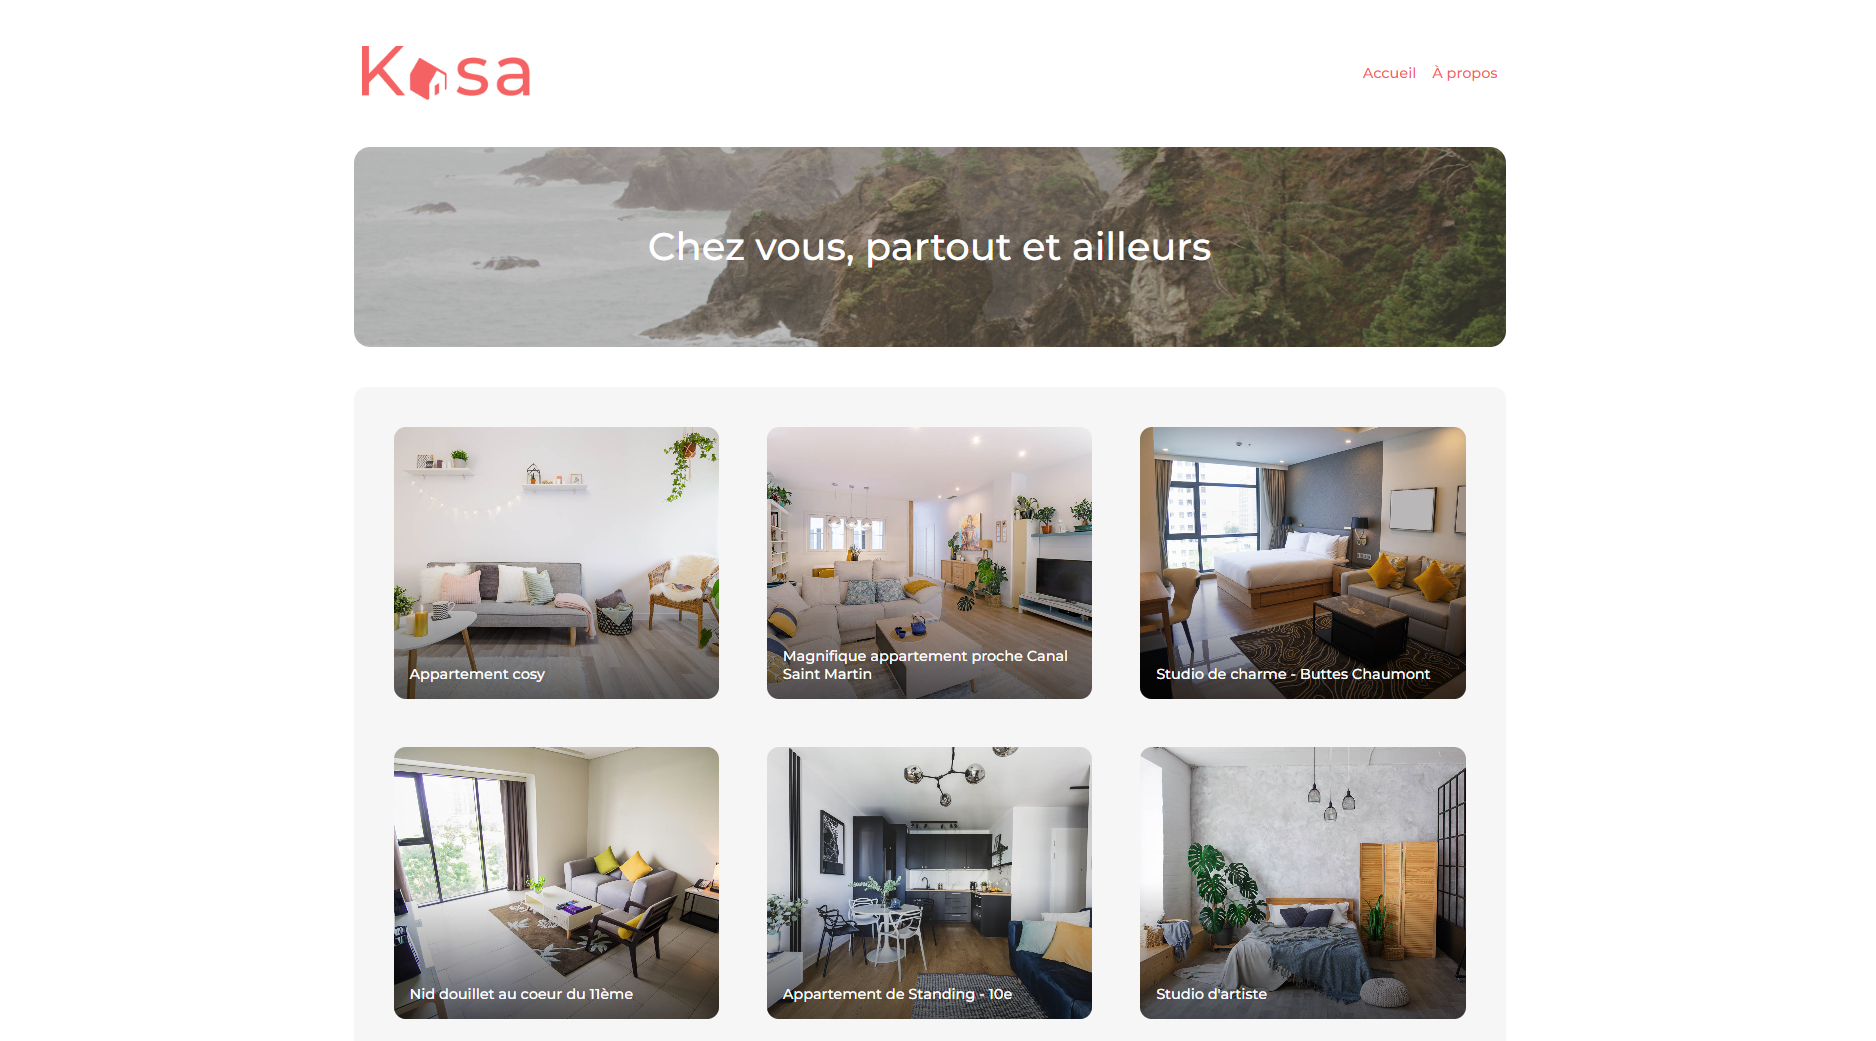 Kasa
Accueil À propos
Chez vous, partout et ailleurs
Appartement cosy
Magnifique appartement proche Canal
Saint Martin
Studio de charme - Buttes Chaumont
Nid douillet au coeur du 11ème
Appartement de Standing - 10e
Studio d'artiste